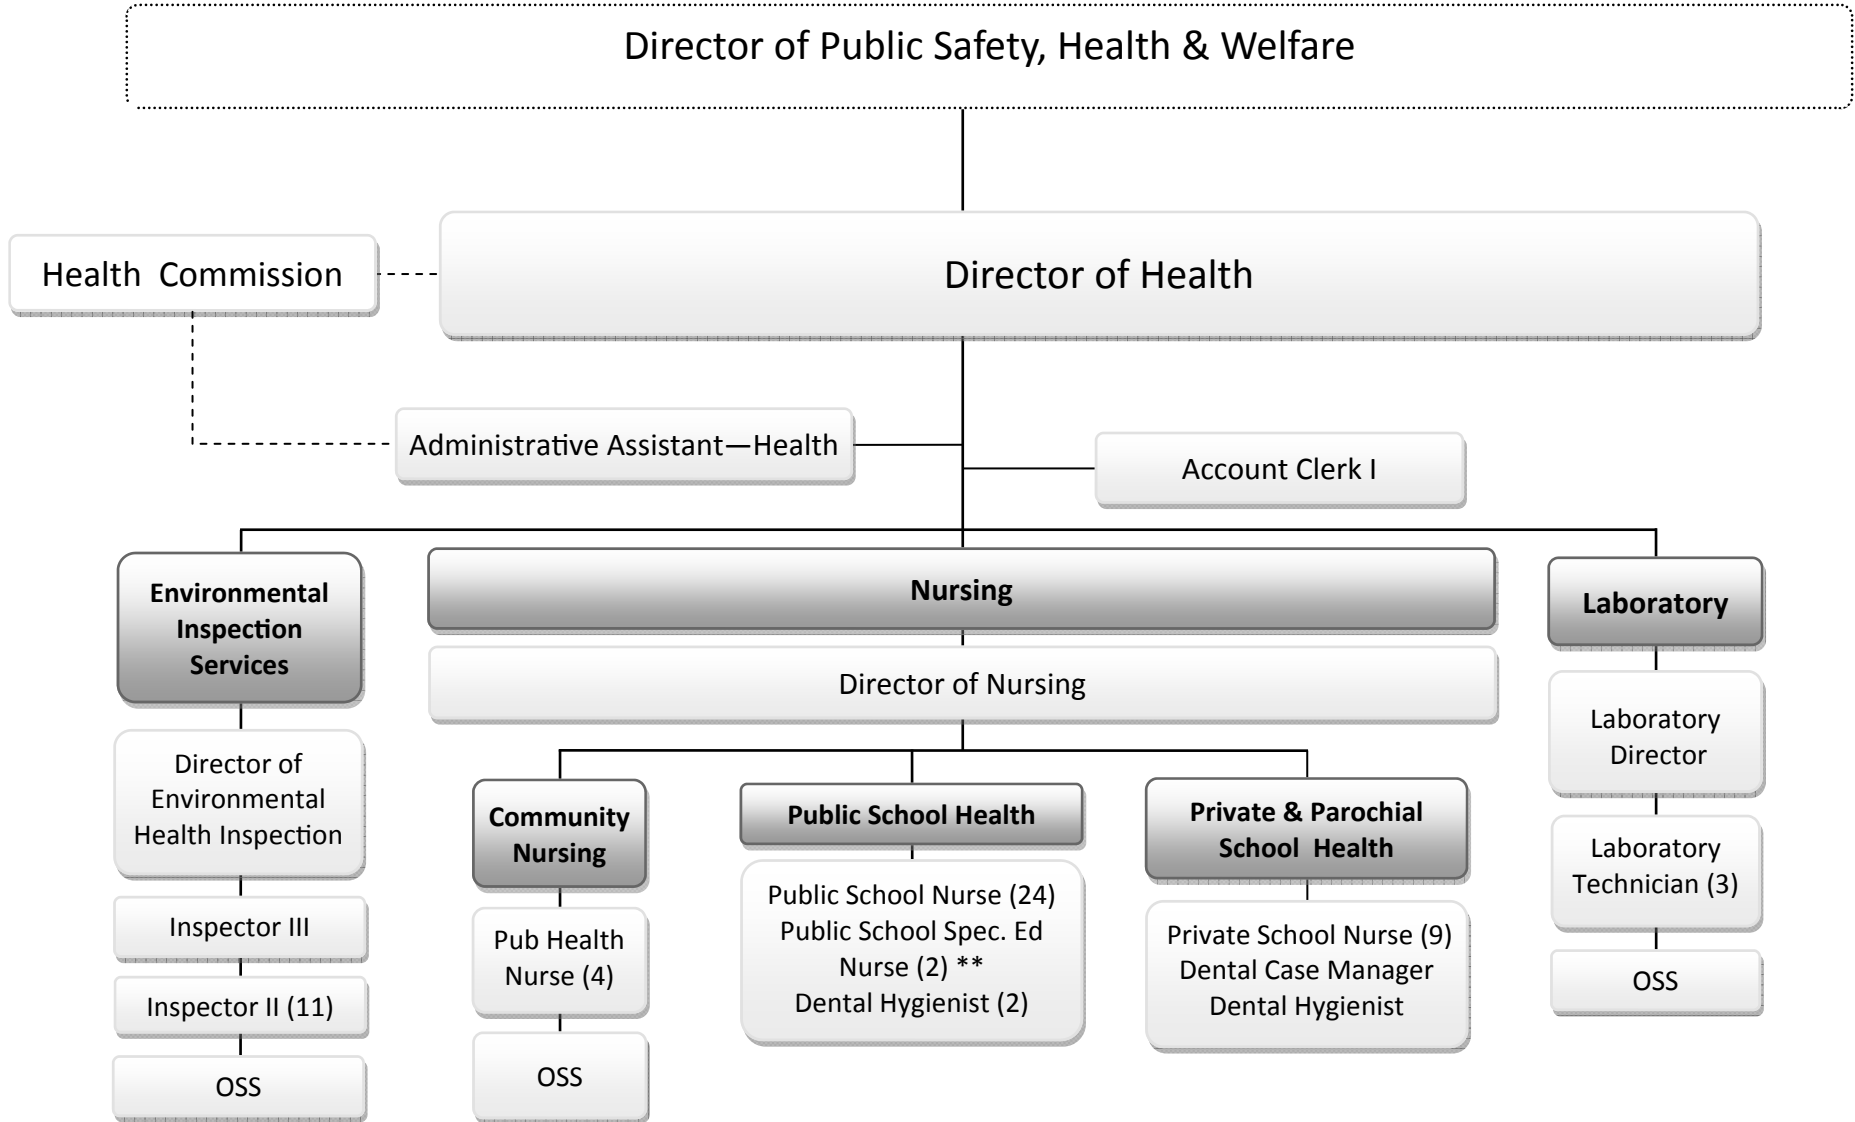 Director of Public Safety, Health & Welfare
Health Commission
Director of Health
Administrative Assistant—Health
Account Clerk I
Environmental
Inspection
Services
Director of
Environmental
Health Inspection
Inspector III
Inspector II (11)
OSS
Nursing
Director of Nursing
Community
Nursing
Pub Health
Nurse (4)
OSS
Public School Health
Public School Nurse (24)
Public School Spec. Ed
Nurse (2) **
Dental Hygienist (2)
Private & Parochial
School Health
Private School Nurse (9)
Dental Case Manager
Dental Hygienist
Laboratory
Laboratory
Director
Laboratory
Technician (3)
OSS